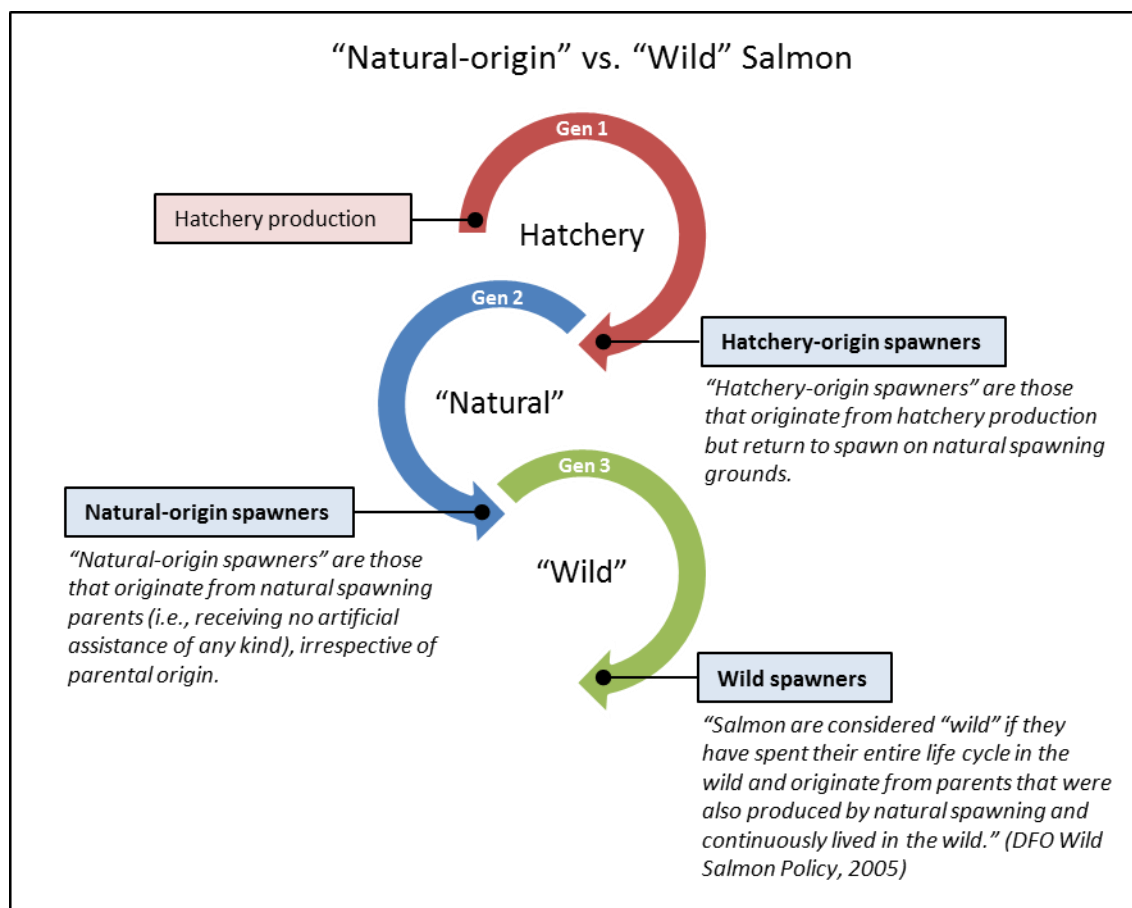 “Natural-origin” vs. “Wild” Salmon
Gen 1
Hatchery production
Hatchery
Gen 2
Hatchery-origin spawners
“Hatchery-origin spawners” are those
that originate from hatchery production
but return to spawn on natural spawning
grounds.
“Natural”
Gen 3
Natural-origin spawners
“Natural-origin spawners” are those
that originate from natural spawning
parents (i.e., receiving no artificial
assistance of any kind), irrespective of
parental origin.
“Wild”
Wild spawners
“Salmon are considered “wild” if they
have spent their entire life cycle in the
wild and originate from parents that were
also produced by natural spawning and
continuously lived in the wild.” (DFO Wild
Salmon Policy, 2005)